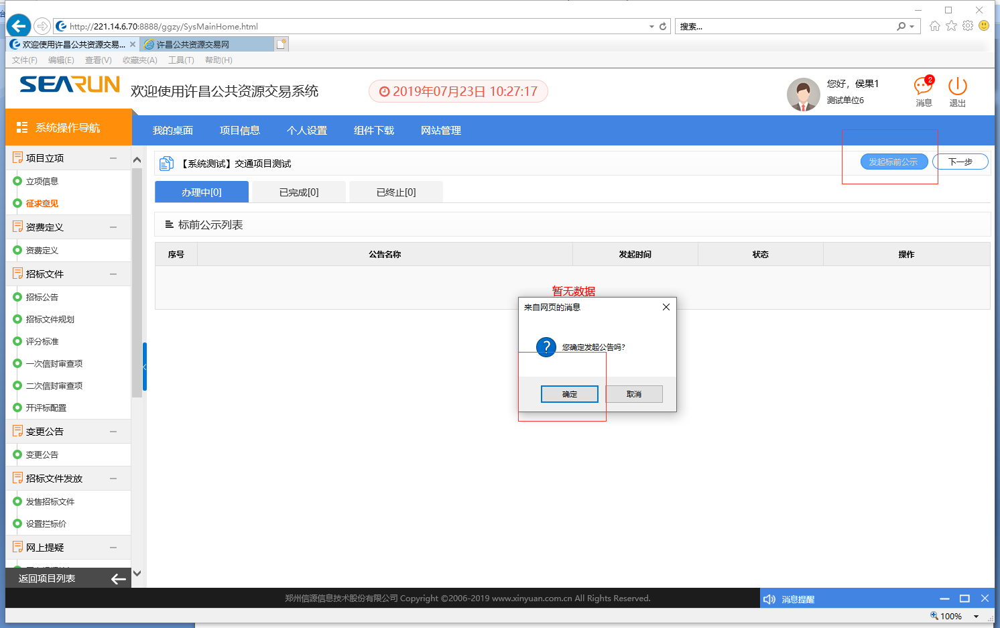 http://221.14.6.70:8888/ggzy/SysMainHome.html
搜索...
欢迎使用许昌公共资源交易...
许昌公共资源交易网
文件(F) 编辑(E) 查看(V) 收藏夹(A) 工具(T) 帮助(H)
SEARUN
欢迎使用许昌公共资源交易系统
2019年07月23日 10:27:17
您好，侯果1
测试单位6
2
消息
退出
系统操作导航
我的桌面 项目信息 个人设置 组件下载 网站管理
项目立项
立项信息
征求意见
资费定义
资费定义
招标文件
招标公告
招标文件规划
评分标准
一次信封审查项
二次信封审查项
开评标配置
变更公告
变更公告
招标文件发放
发售招标文件
设置拦标价
网上提疑
返回项目列表
【系统测试】交通项目测试
发起标前公示
下一步
办理中[0] 已完成[0] 已终止[0]
标前公示列表
序号 公告名称 发起时间 状态 操作
暂无数据
来自网页的消息
?
您确定发起公告吗?
确定 取消
郑州信源信息技术股份有限公司 Copyright ©2006-2019 www.xinyuan.com.cn All Rights Reserved.
消息提醒
100%